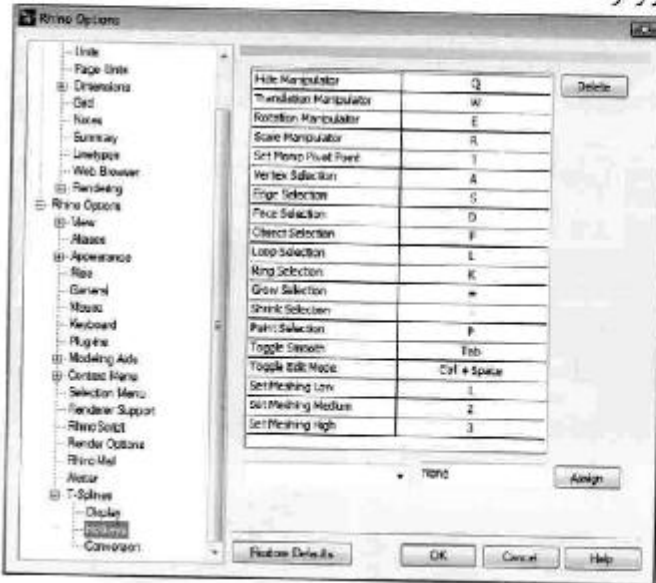 Rhino Options
Units
Page Units
Dimensions
Grid
Notes
Summary
Linetypes
Web Browser
Rendering
Rhino Options
View
Aliases
Appearance
Files
General
Mouse
Keyboard
Plug-ins
Modeling Aids
Context Menu
Selection Menu
Renderer Support
RhinoScript
Render Options
RhinoMail
Alerter
T-Splines
Display
Hotkeys
Conversion
Hide Manipulator Q
Translation Manipulator W
Rotation Manipulator E
Scale Manipulator R
Set Manip Pivot Point T
Vertex Selection A
Edge Selection S
Face Selection D
Object Selection F
Loop Selection L
Ring Selection K
Grow Selection +
Shrink Selection -
Paint Selection P
Toggle Smooth Tab
Toggle Edit Mode Ctrl + Space
Set Meshing Low 1
Set Meshing Medium 2
Set Meshing High 3
None
Delete
Assign
Restore Defaults
OK
Cancel
Help